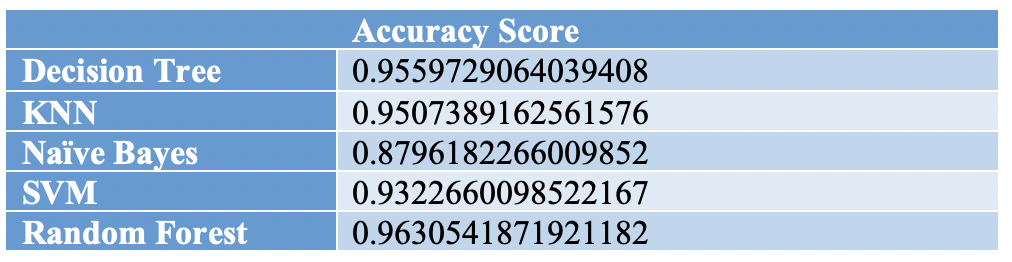 Accuracy Score
Decision Tree 0.9559729064039408
KNN 0.9507389162561576
Naïve Bayes 0.8796182266009852
SVM 0.9322660098522167
Random Forest 0.9630541871921182